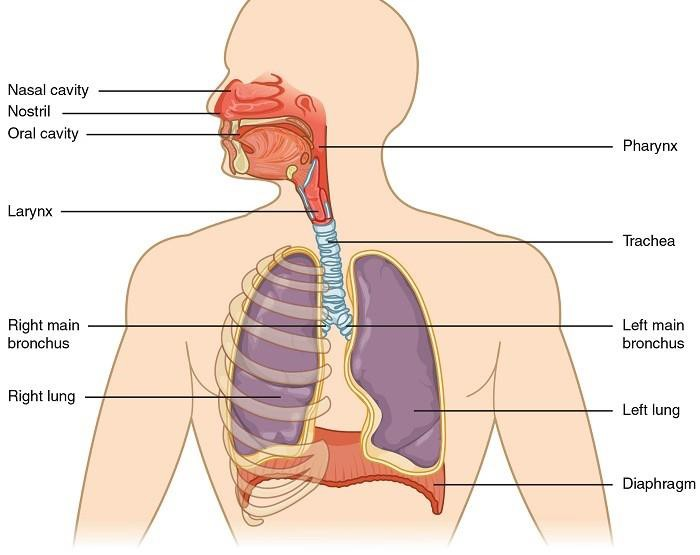 Nasal cavity
Nostril
Oral cavity
Pharynx
Larynx
Trachea
Right main
bronchus
Left main
bronchus
Right lung
Left lung
Diaphragm